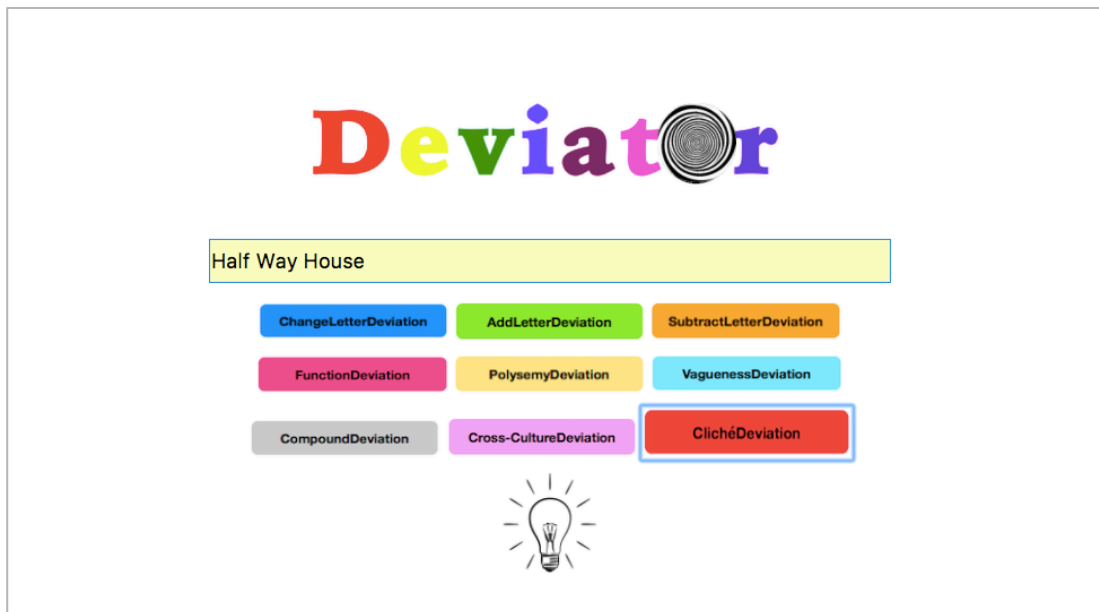 Deviator
Half Way House
ChangeLetterDeviation AddLetterDeviation SubtractLetterDeviation
FunctionDeviation PolysemyDeviation VaguenessDeviation
CompoundDeviation Cross-CultureDeviation ClichéDeviation